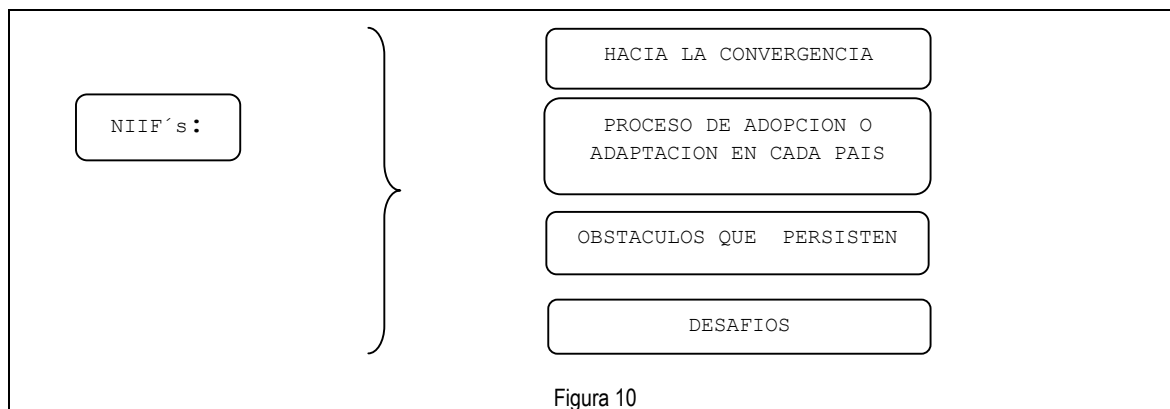 HACIA LA CONVERGENCIA
NIIF´s:
PROCESO DE ADOPCION O
ADAPTACION EN CADA PAIS
OBSTACULOS QUE PERSISTEN
DESAFIOS
Figura 10